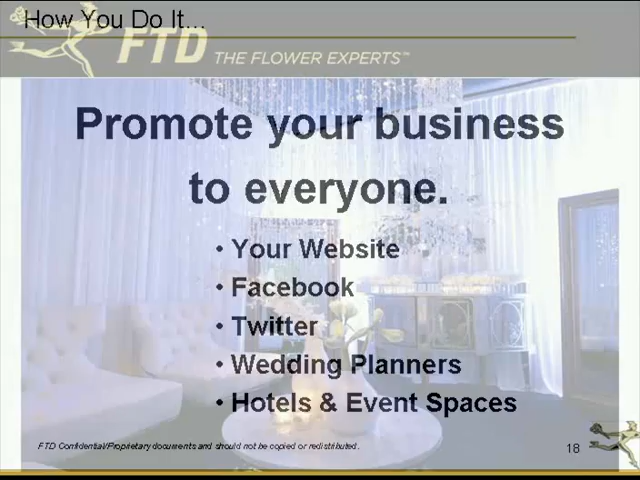 How You Do It...
FTD THE FLOWER EXPERTS™
Promote your business
to everyone.
• Your Website
• Facebook
• Twitter
• Wedding Planners
• Hotels & Event Spaces
FTD Confidential/Proprietary documents and should not be copied or redistributed.
18